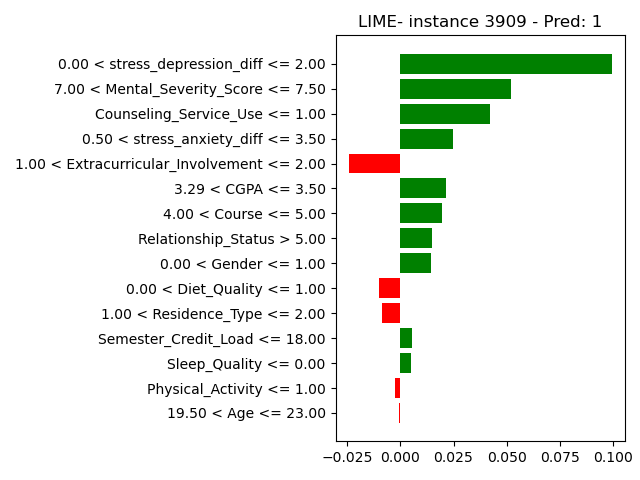 LIME- instance 3909 - Pred: 1
0.00 < stress_depression_diff <= 2.00
7.00 < Mental_Severity_Score <= 7.50
Counseling_Service_Use <= 1.00
0.50 < stress_anxiety_diff <= 3.50
1.00 < Extracurricular_Involvement <= 2.00
3.29 < CGPA <= 3.50
4.00 < Course <= 5.00
Relationship_Status > 5.00
0.00 < Gender <= 1.00
0.00 < Diet_Quality <= 1.00
1.00 < Residence_Type <= 2.00
Semester_Credit_Load <= 18.00
Sleep_Quality <= 0.00
Physical_Activity <= 1.00
19.50 < Age <= 23.00
−0.025 0.000 0.025 0.050 0.075 0.100